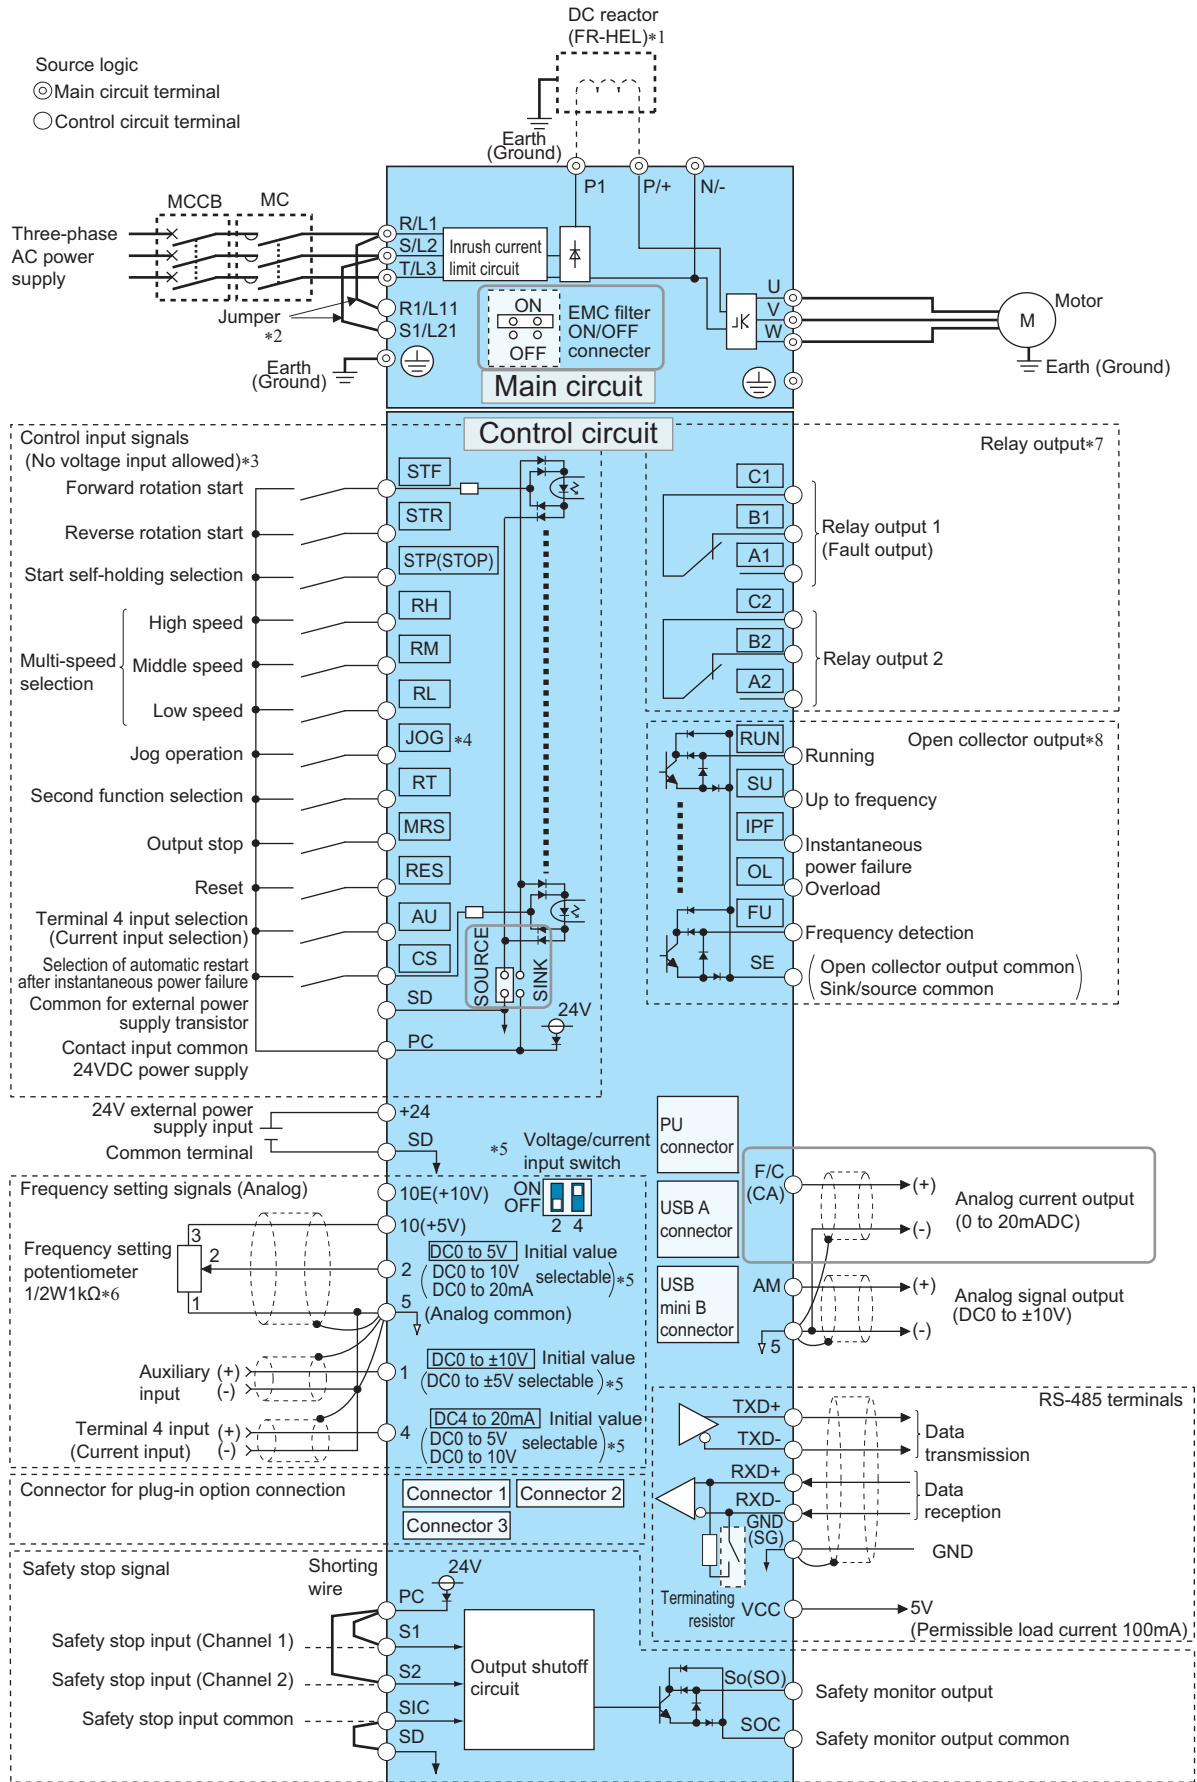 DC reactor
(FR-HEL)*1
Source logic
Main circuit terminal
Control circuit terminal
Earth
(Ground)
P1
P/+
N/-
MCCB
MC
Three-phase
AC power
supply
R/L1
S/L2
T/L3
Inrush current
limit circuit
R1/L11
S1/L21
Jumper
*2
ON
OFF
EMC filter
ON/OFF
connecter
U
V
W
Motor
M
Earth
(Ground)
Earth (Ground)
Main circuit
Control circuit
Control input signals
(No voltage input allowed)*3
Forward rotation start
STF
Reverse rotation start
STR
Start self-holding selection
STP(STOP)
Multi-speed
selection
High speed
RH
Middle speed
RM
Low speed
RL
Jog operation
JOG *4
Second function selection
RT
Output stop
MRS
Reset
RES
Terminal 4 input selection
(Current input selection)
AU
Selection of automatic restart
after instantaneous power failure
CS
Common for external power
supply transistor
SD
Contact input common
24VDC power supply
PC
SOURCE
SINK
24V
Relay output*7
C1
B1
A1
Relay output 1
(Fault output)
C2
B2
A2
Relay output 2
Open collector output*8
RUN
Running
SU
Up to frequency
IPF
Instantaneous
power failure
OL
Overload
FU
Frequency detection
SE
Open collector output common
Sink/source common
24V external power
supply input
+24
Common terminal
SD
*5 Voltage/current
input switch
ON
OFF
2 4
PU
connector
USB A
connector
USB
mini B
connector
Frequency setting signals (Analog)
10E(+10V)
10(+5V)
Frequency setting
potentiometer
1/2W1kΩ*6
3
2
1
2
DC0 to 5V Initial value
DC0 to 10V
DC0 to 20mA
selectable *5
5
(Analog common)
Auxiliary
input
(+)
(-)
1
DC0 to ±10V Initial value
(DC0 to ±5V selectable) *5
Terminal 4 input
(Current input)
(+)
(-)
4
DC4 to 20mA Initial value
DC0 to 5V
DC0 to 10V
selectable *5
F/C
(CA)
(+)
(-)
Analog current output
(0 to 20mADC)
AM
5
(+)
(-)
Analog signal output
(DC0 to ±10V)
RS-485 terminals
TXD+
TXD-
Data
transmission
RXD+
RXD-
Data
reception
GND
(SG)
GND
Terminating
resistor
VCC
5V
(Permissible load current 100mA)
Connector for plug-in option connection
Connector 1
Connector 2
Connector 3
Safety stop signal
Shorting
wire
24V
PC
Safety stop input (Channel 1)
S1
Safety stop input (Channel 2)
S2
Safety stop input common
SIC
SD
Output shutoff
circuit
So(SO)
Safety monitor output
SOC
Safety monitor output common